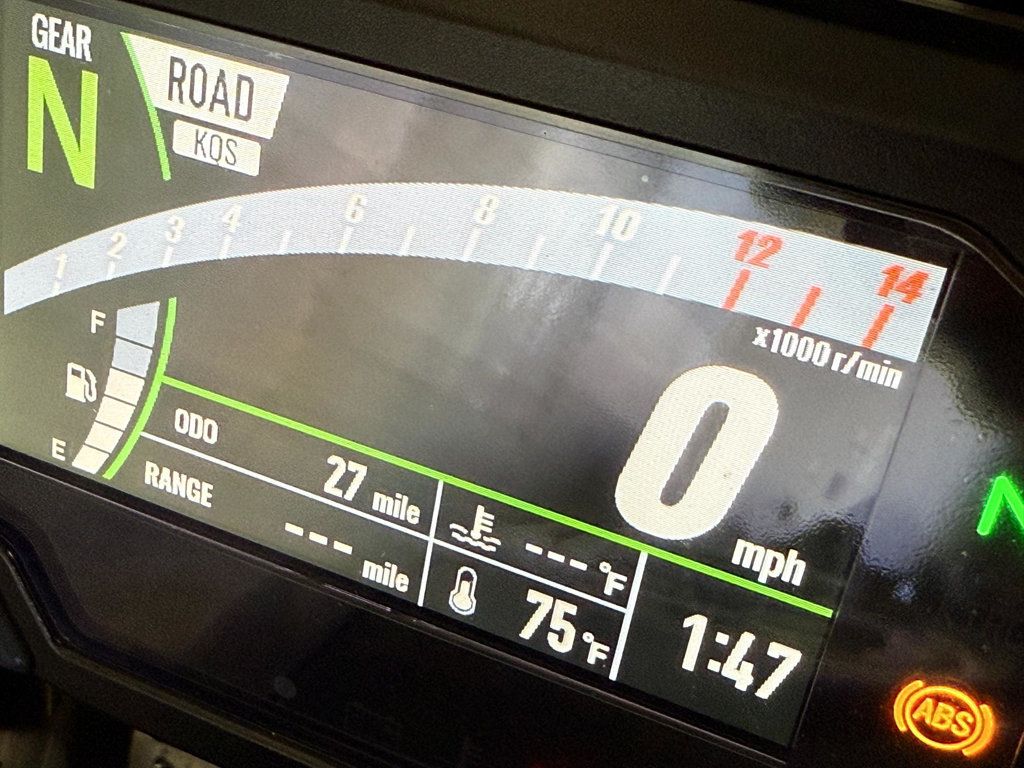 GEAR
N
ROAD
KQS
1 2 3 4 6 8 10 12 14
x1000 r/min
F
E
ODO
27 mile
RANGE
--- mile
0 mph
--- °F
75 °F
1:47
N
ABS